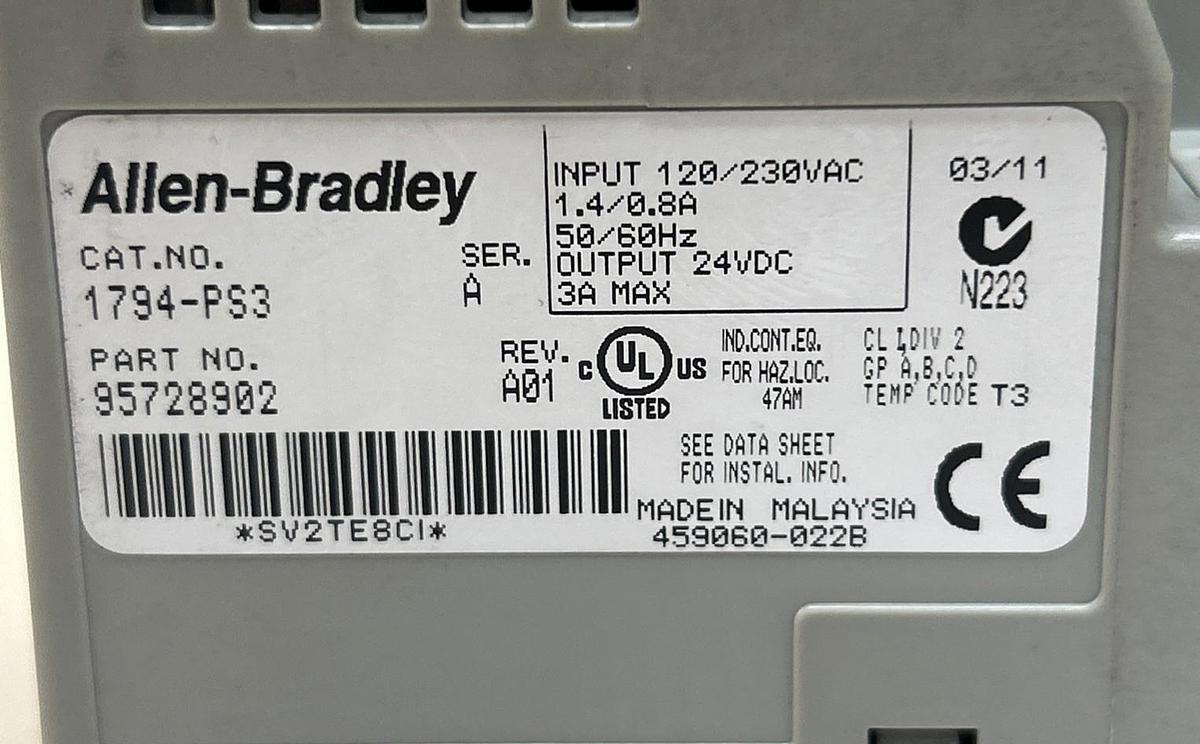 Allen-Bradley
CAT.NO.
SER.
1794-PS3
A
PART NO.
REV.
95728902
A01
*SV2TE8CI*
INPUT 120/230VAC
1.4/0.8A
50/60Hz
OUTPUT 24VDC
3A MAX
03/11
N223
C UL US
LISTED
IND.CONT.EQ.
FOR HAZ.LOC.
47AM
CL I,DIV 2
GP A,B,C,D
TEMP CODE T3
SEE DATA SHEET
FOR INSTAL. INFO.
MADE IN MALAYSIA
459060-022B
CE